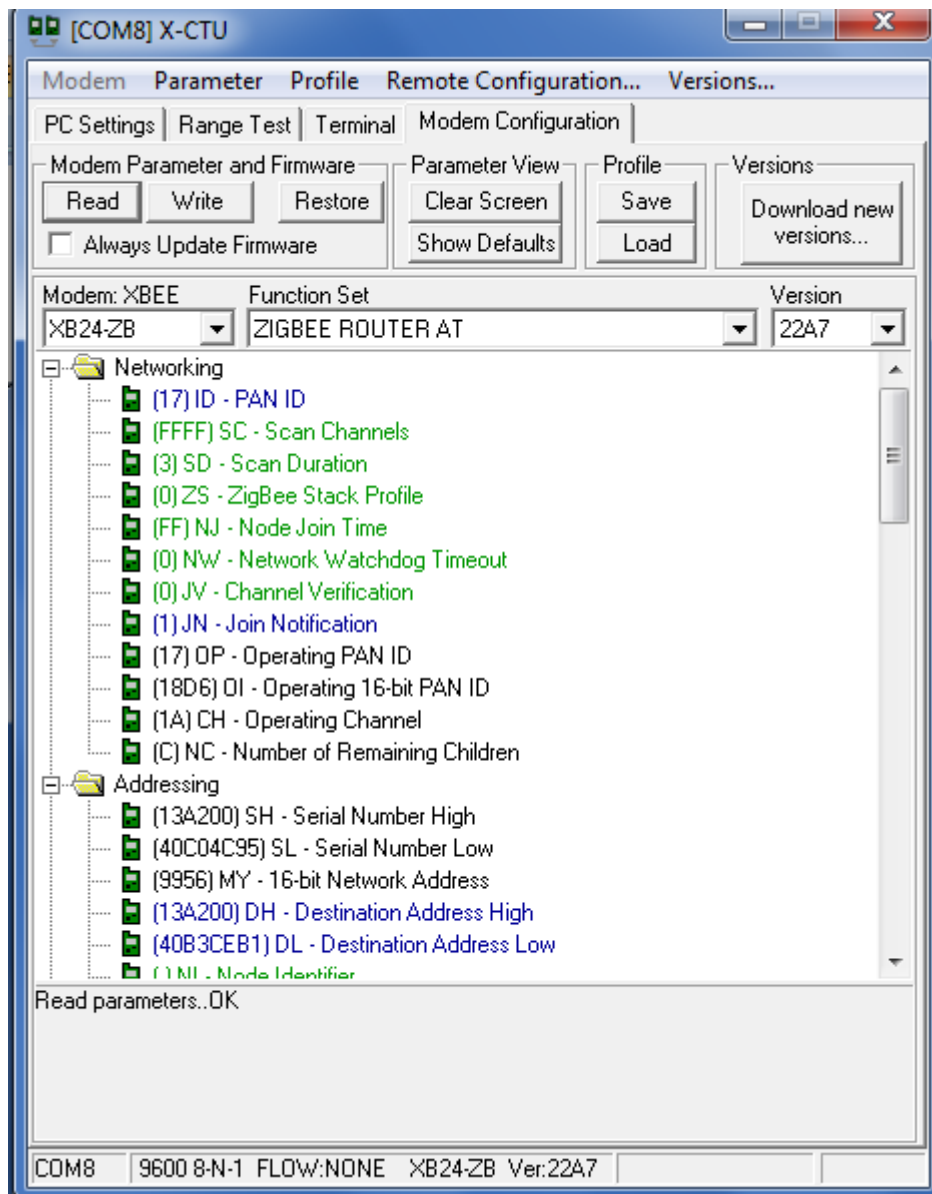 [COM8] X-CTU
Modem Parameter Profile Remote Configuration... Versions...
PC Settings Range Test Terminal Modem Configuration
Modem Parameter and Firmware Parameter View Profile Versions
Read Write Restore Clear Screen Save Download new versions...
Always Update Firmware Show Defaults Load
Modem: XBEE Function Set Version
XB24-ZB ZIGBEE ROUTER AT 22A7
Networking
(17) ID - PAN ID
(FFFF) SC - Scan Channels
(3) SD - Scan Duration
(0) ZS - ZigBee Stack Profile
(FF) NJ - Node Join Time
(0) NW - Network Watchdog Timeout
(0) JV - Channel Verification
(1) JN - Join Notification
(17) OP - Operating PAN ID
(18D6) OI - Operating 16-bit PAN ID
(1A) CH - Operating Channel
(C) NC - Number of Remaining Children
Addressing
(13A200) SH - Serial Number High
(40C04C95) SL - Serial Number Low
(9956) MY - 16-bit Network Address
(13A200) DH - Destination Address High
(40B3CEB1) DL - Destination Address Low
( ) NI - Node Identifier
Read parameters..OK
COM8 9600 8-N-1 FLOW:NONE XB24-ZB Ver:22A7